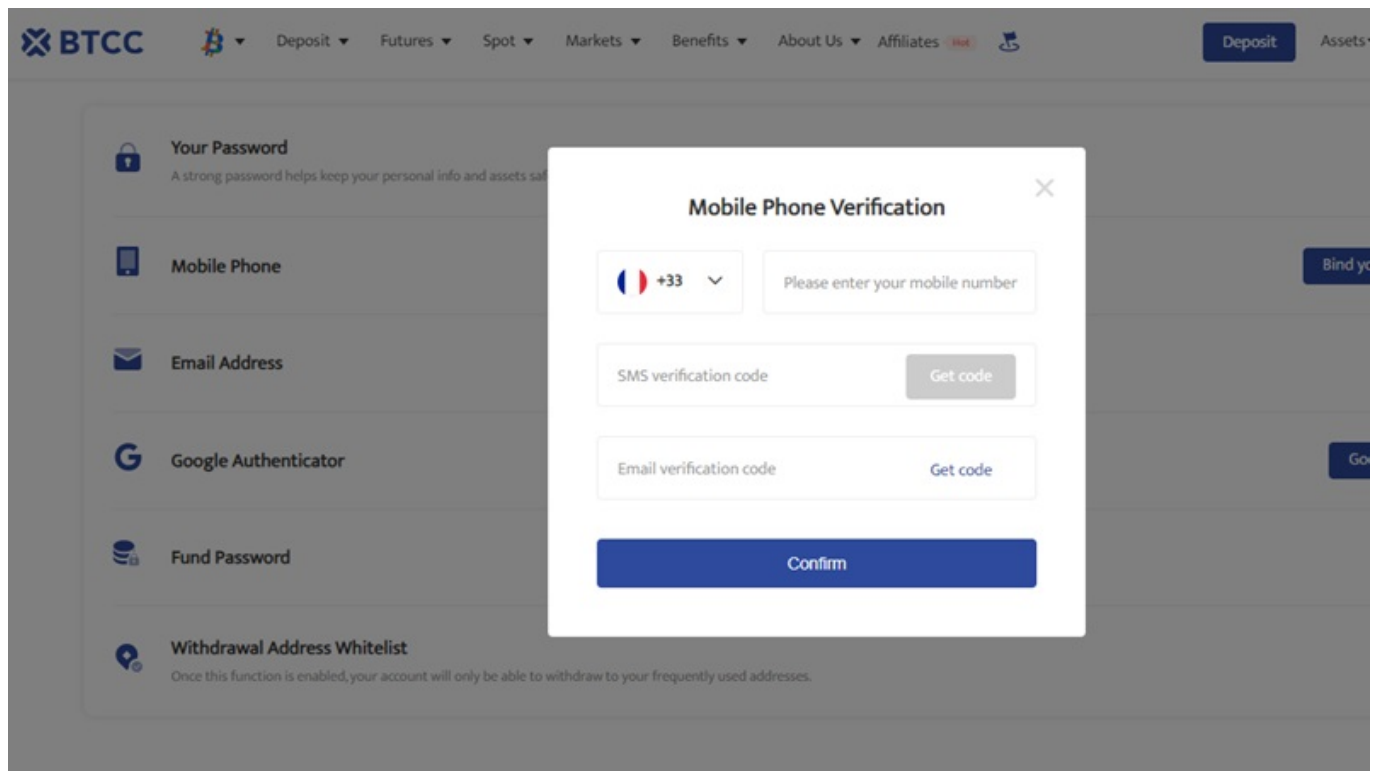 BTCC Deposit Futures Spot Markets Benefits About Us Affiliates Hot Deposit Assets
Your Password
A strong password helps keep your personal info and assets
Mobile Phone Verification
Mobile Phone
Bind
+33
Please enter your mobile number
Email Address
SMS verification code
Get code
Google Authenticator
Email verification code
Get code
Fund Password
Confirm
Withdrawal Address Whitelist
Once this function is enabled, your account will only be able to withdraw to your frequently used addresses.